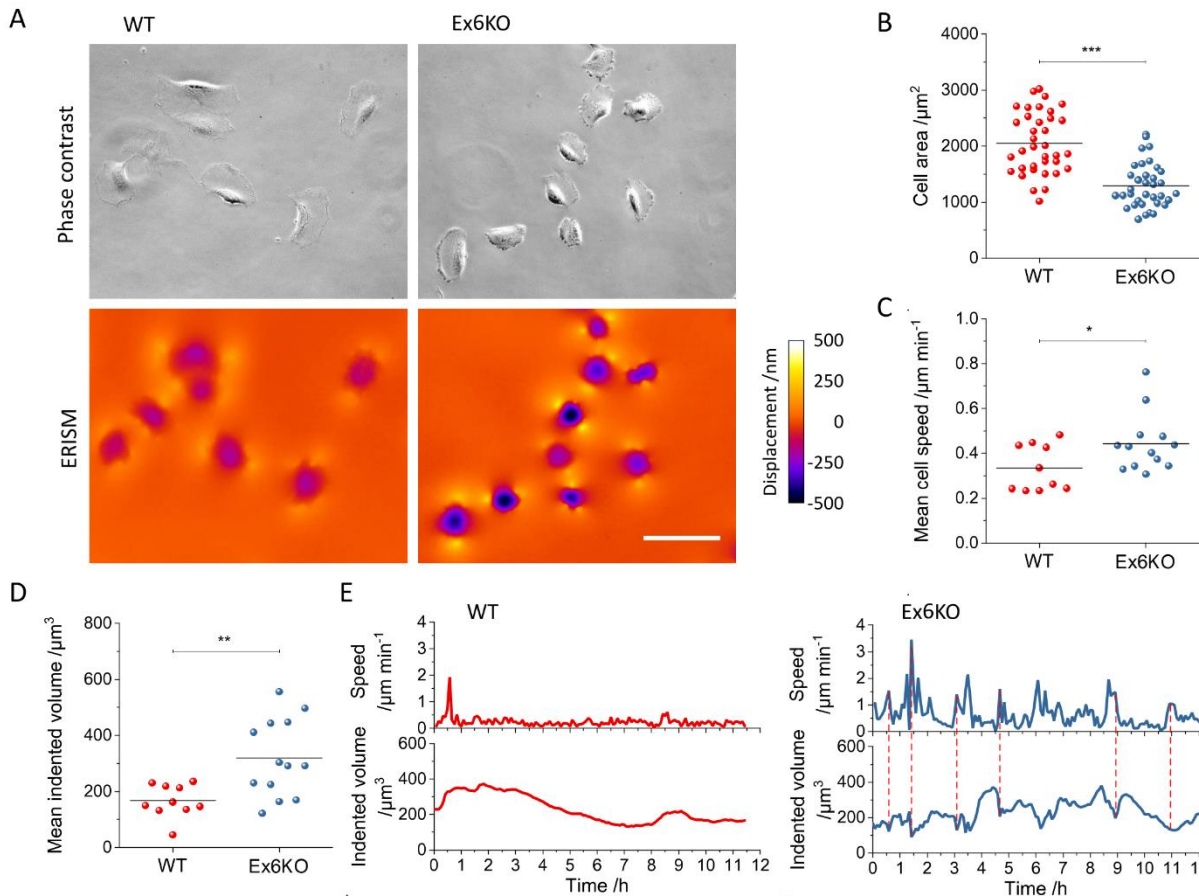 A
WT
Ex6KO
Phase contrast
ERISM
Displacement /nm
500
250
0
-250
-500
B
Cell area/µm²
4000
3000
2000
1000
0
***
WT
Ex6KO
C
Mean cell speed/µm min⁻¹
1.0
0.8
0.6
0.4
0.2
0.0
*
WT
Ex6KO
D
Mean indented volume /µm³
800
600
400
200
0
**
WT
Ex6KO
E
WT
Speed
/µm min⁻¹
4
3
2
1
0
Indented volume
/µm³
600
400
200
0
0 1 2 3 4 5 6 7 8 9 10 11 12
Time /h
Ex6KO
Speed
/µm min⁻¹
4
3
2
1
0
Indented volume
/µm³
600
400
200
0
0 1 2 3 4 5 6 7 8 9 10 11
Time /h